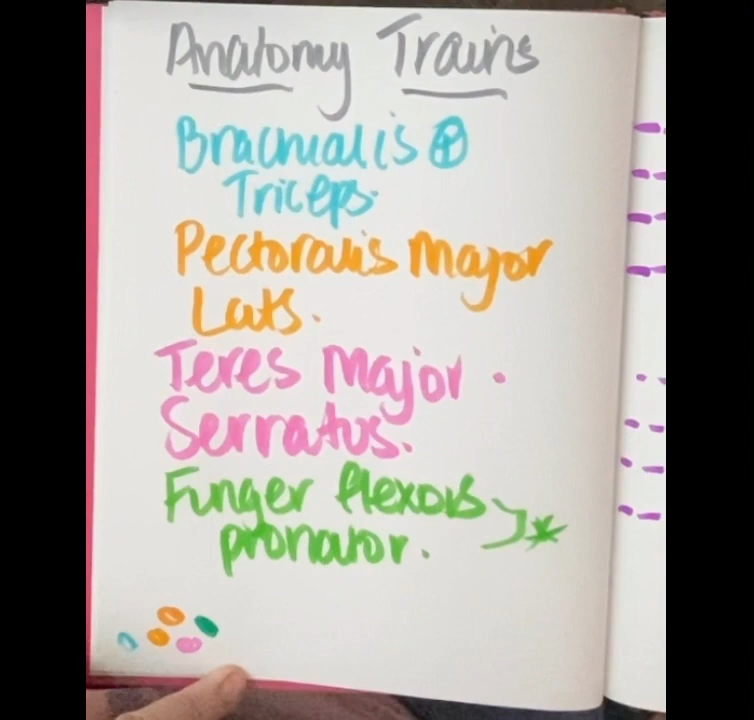 Anatomy Trains
Brachialis
Triceps.
Pectoralis Major
Lats.
Teres Major .
Serratus.
Finger flexors
pronator.